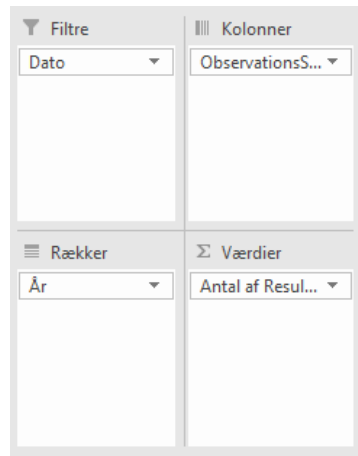 Filtre
Dato
Kolonner
ObservationsS...
Rækker
År
Σ Værdier
Antal af Resul...